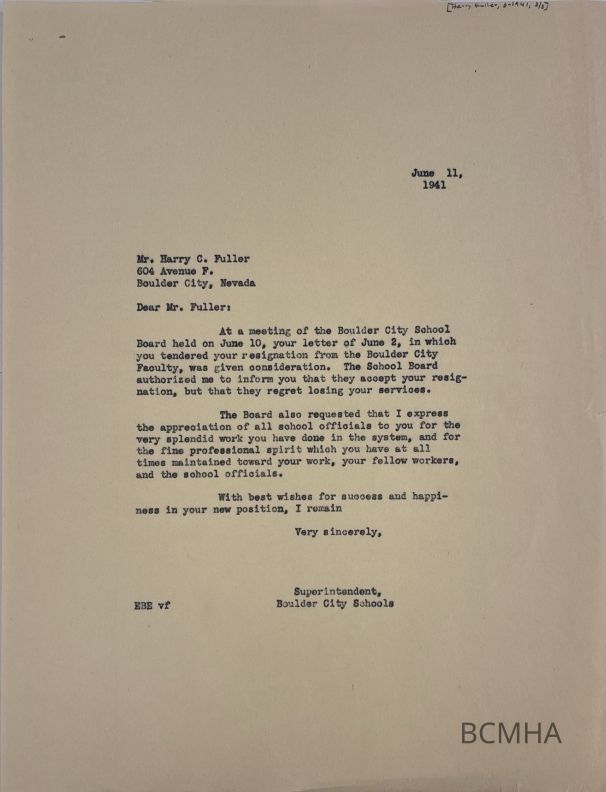 [Harry Fuller, 6-1941, 2/2]
June 11,
1941
Mr. Harry C. Fuller
604 Avenue F.
Boulder City, Nevada
Dear Mr. Fuller:
At a meeting of the Boulder City School
Board held on June 10, your letter of June 2, in which
you tendered your resignation from the Boulder City
Faculty, was given consideration. The School Board
authorized me to inform you that they accept your resig-
nation, but that they regret losing your services.
The Board also requested that I express
the appreciation of all school officials to you for the
very splendid work you have done in the system, and for
the fine professional spirit which you have at all
times maintained toward your work, your fellow workers,
and the school officials.
With best wishes for success and happi-
ness in your new position, I remain
Very sincerely,
Superintendent,
EBE vf Boulder City Schools
BCMHA